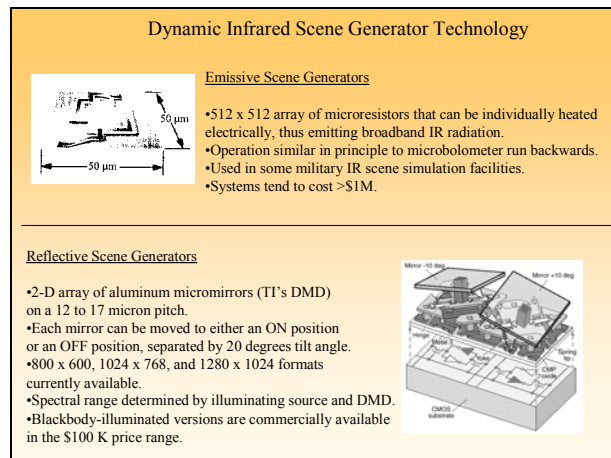 Dynamic Infrared Scene Generator Technology
Emissive Scene Generators
•512 x 512 array of microresistors that can be individually heated
electrically, thus emitting broadband IR radiation.
•Operation similar in principle to microbolometer run backwards.
•Used in some military IR scene simulation facilities.
•Systems tend to cost >$1M.
50 µm
50 µm
Reflective Scene Generators
•2-D array of aluminum micromirrors (TI's DMD)
on a 12 to 17 micron pitch.
•Each mirror can be moved to either an ON position
or an OFF position, separated by 20 degrees tilt angle.
•800 x 600, 1024 x 768, and 1280 x 1024 formats
currently available.
•Spectral range determined by illuminating source and DMD.
•Blackbody-illuminated versions are commercially available
in the $100 K price range.
Mirror -10 deg
Mirror +10 deg
Hinge
Metal 3
Yoke
Spring
tip
CMP
oxide
CMOS
substrate